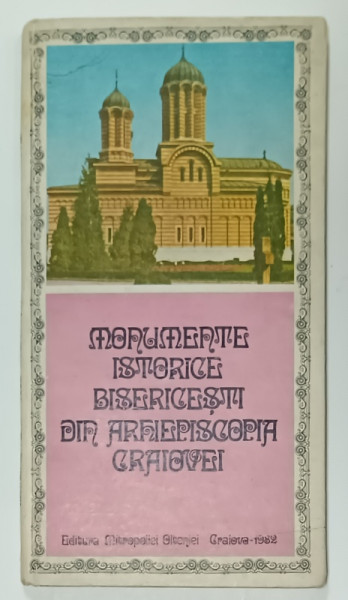 MONUMENTE
ISTORICE
BISERICEȘTI
DIN ARHIEPISCOPIA
CRAIOVEI
Editura Mitropoliei Olteniei Craiova-1982